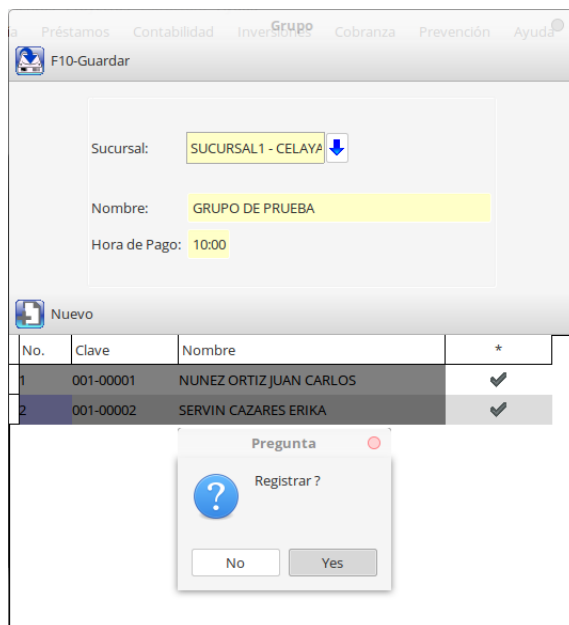 Grupo
ía Préstamos Contabilidad Inversiones Cobranza Prevención Ayuda
F10-Guardar
Sucursal: SUCURSAL1 - CELAYA
Nombre: GRUPO DE PRUEBA
Hora de Pago: 10:00
Nuevo
No. Clave Nombre *
1 001-00001 NUNEZ ORTIZ JUAN CARLOS
2 001-00002 SERVIN CAZARES ERIKA
Pregunta
Registrar ?
No Yes